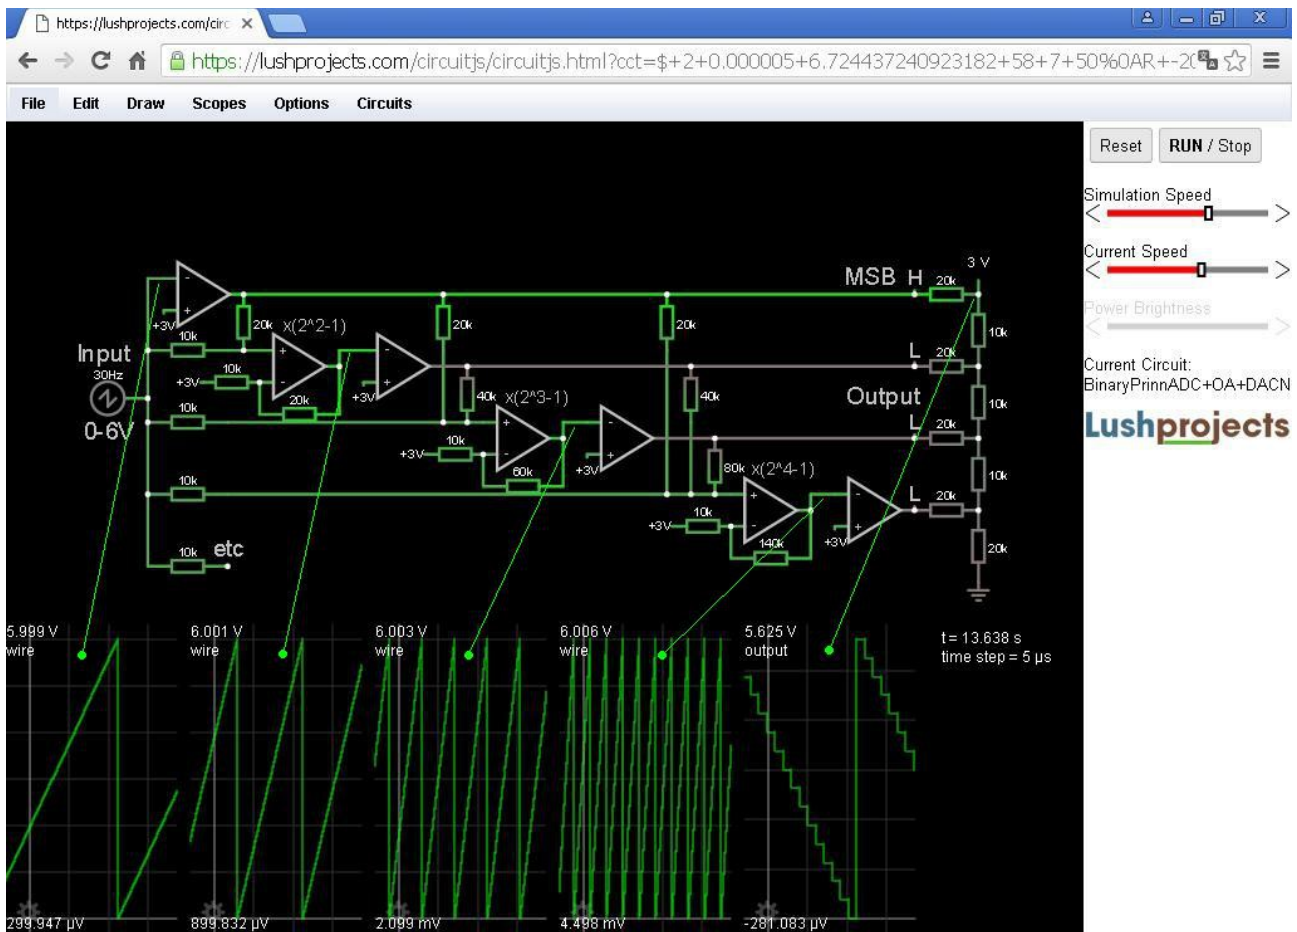 https://lushprojects.com/circ
https://lushprojects.com/circuitjs/circuitjs.html?cct=$+2+0.000005+6.724437240923182+58+7+50%0AR+-20
File Edit Draw Scopes Options Circuits
Reset RUN / Stop
Simulation Speed
Current Speed
Power Brightness
Current Circuit:
BinaryPrinnADC+OA+DACN
Lushprojects
3 V
MSB H 20k
- +
+3V
20k x(2^2-1)
20k
20k
10k
10k
Input
30Hz
0-6V
10k
+3V
10k
20k
+3V
L 20k
40k x(2^3-1)
40k
Output
10k
10k
+3V
10k
60k
+3V
L 20k
80k x(2^4-1)
10k
10k
+3V
10k
140k
+3V
L 20k
20k
10k etc
5.999 V
wire
299.947 µV
6.001 V
wire
899.832 µV
6.003 V
wire
2.099 mV
6.006 V
wire
4.498 mV
5.625 V
output
-281.083 µV
t = 13.638 s
time step = 5 µs